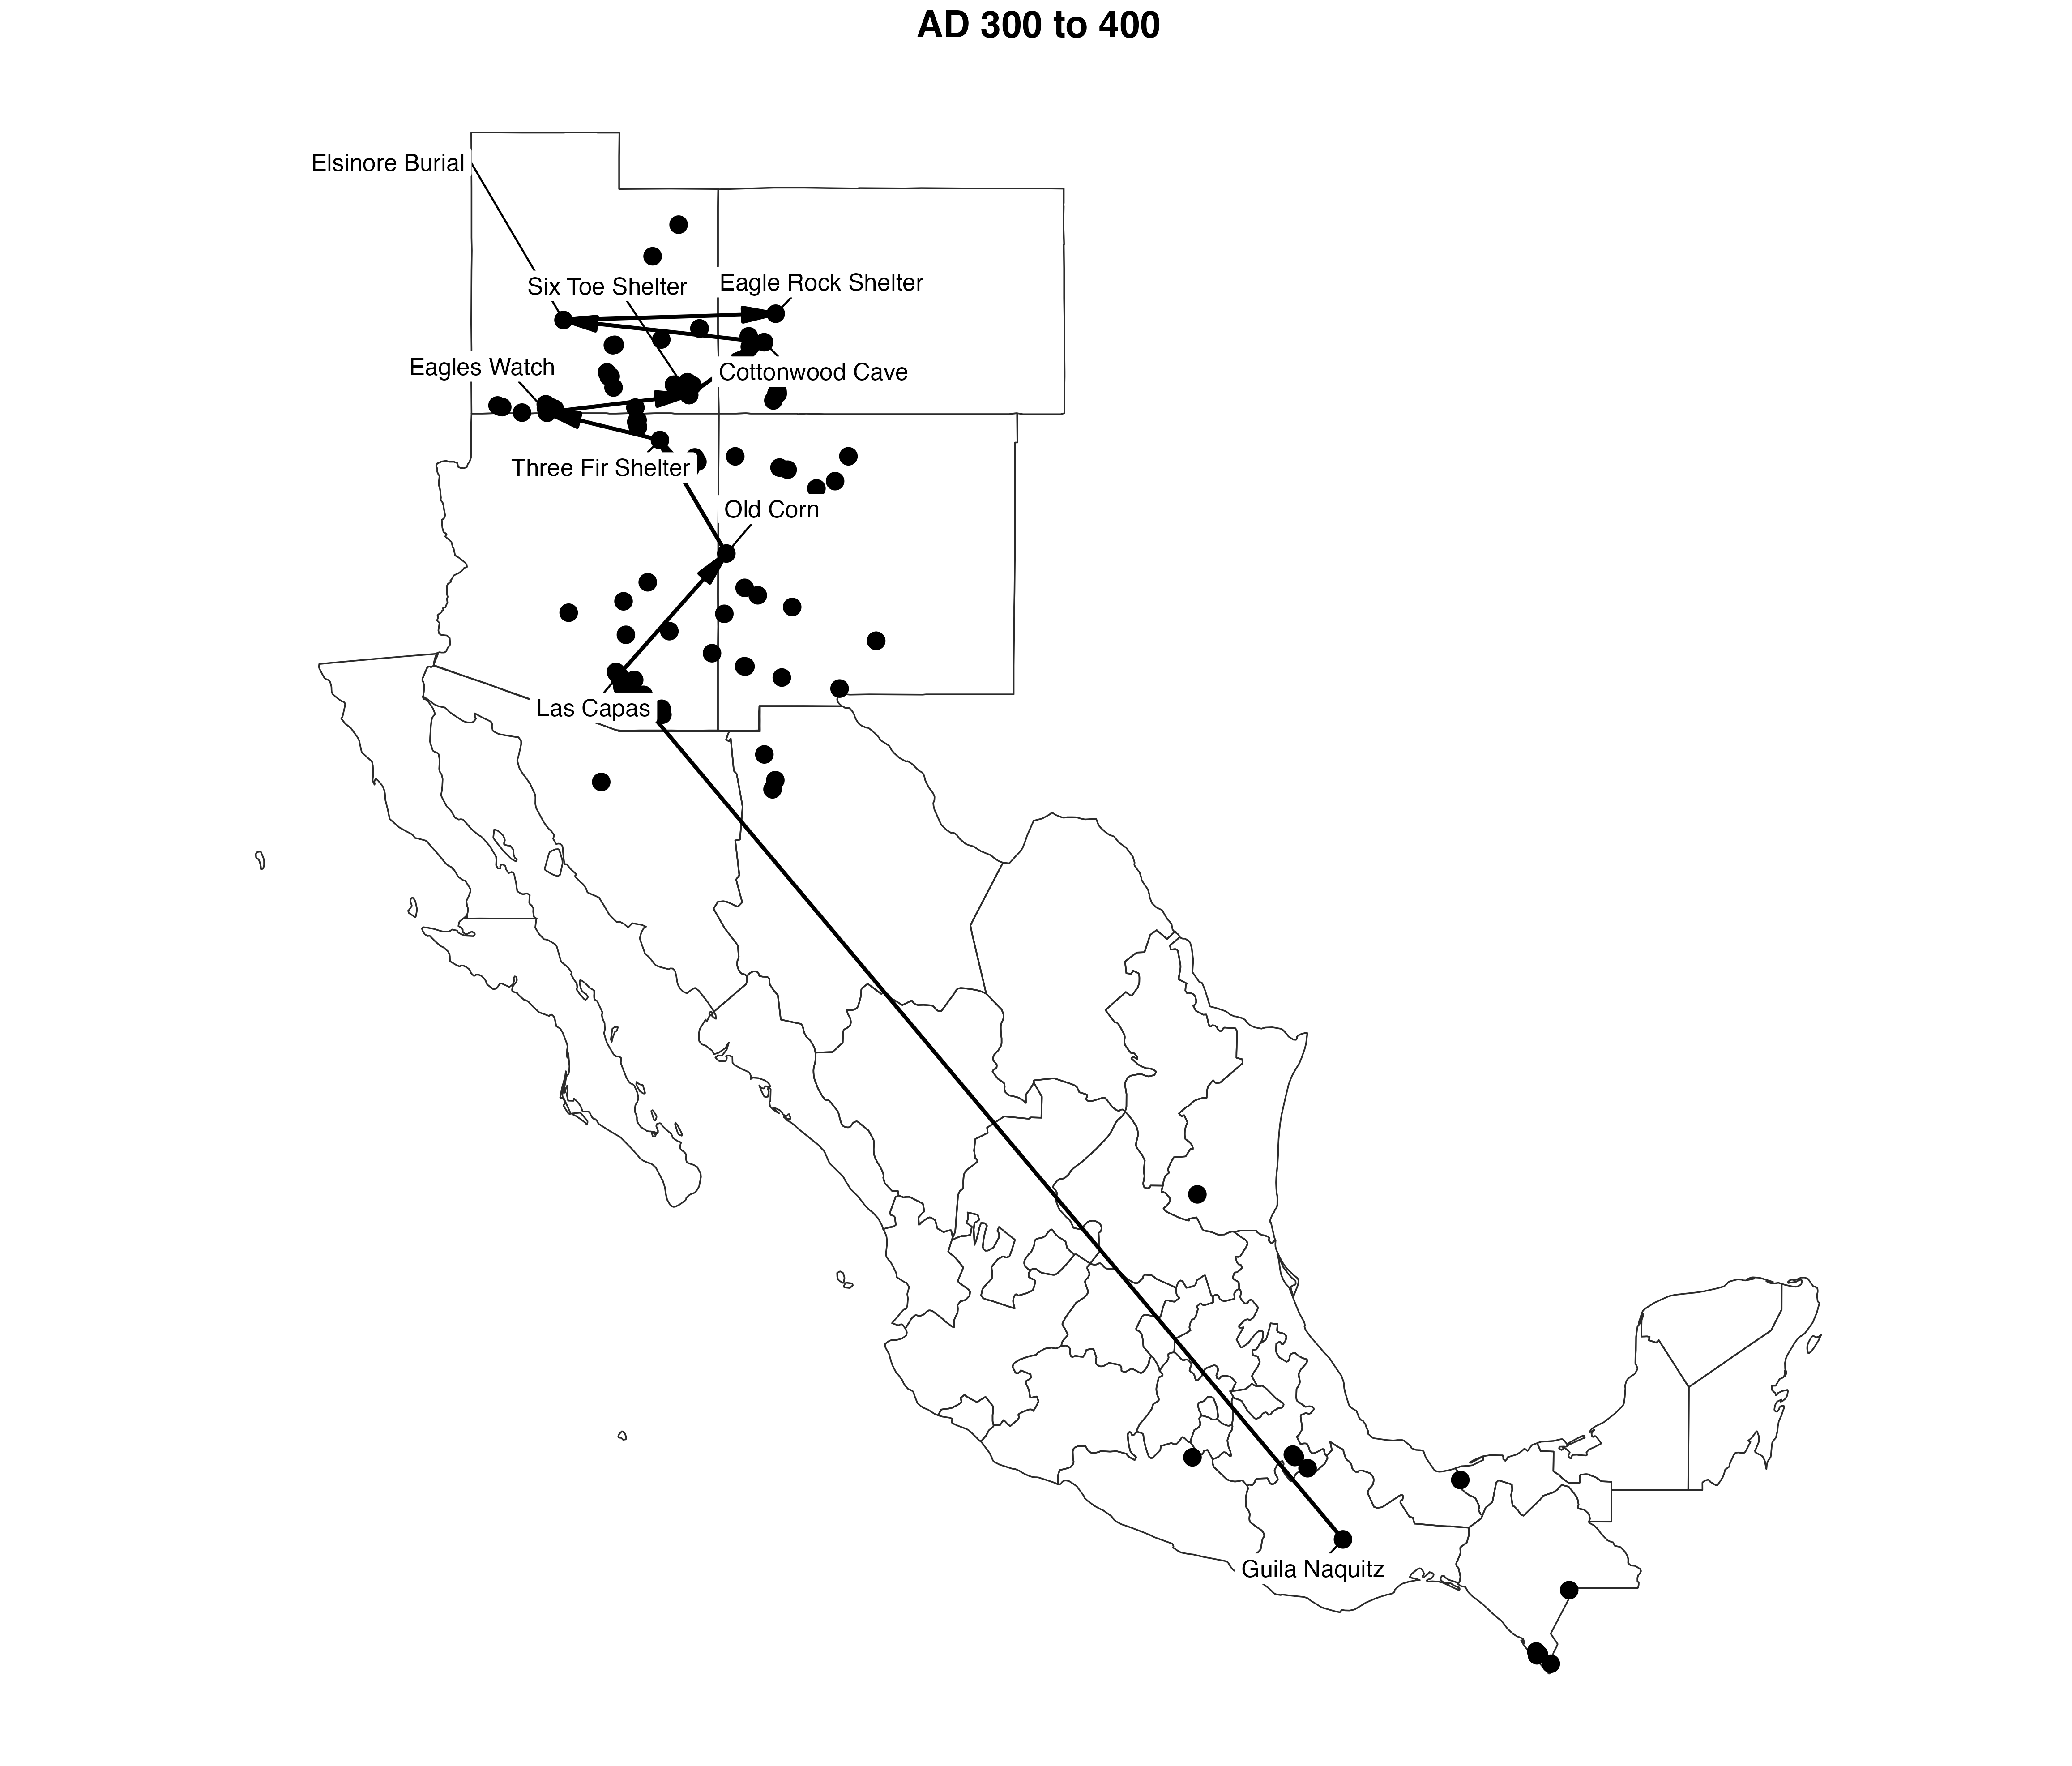 AD 300 to 400
Elsinore Burial
Six Toe Shelter
Eagle Rock Shelter
Eagles Watch
Cottonwood Cave
Three Fir Shelter
Old Corn
Las Capas
Guila Naquitz